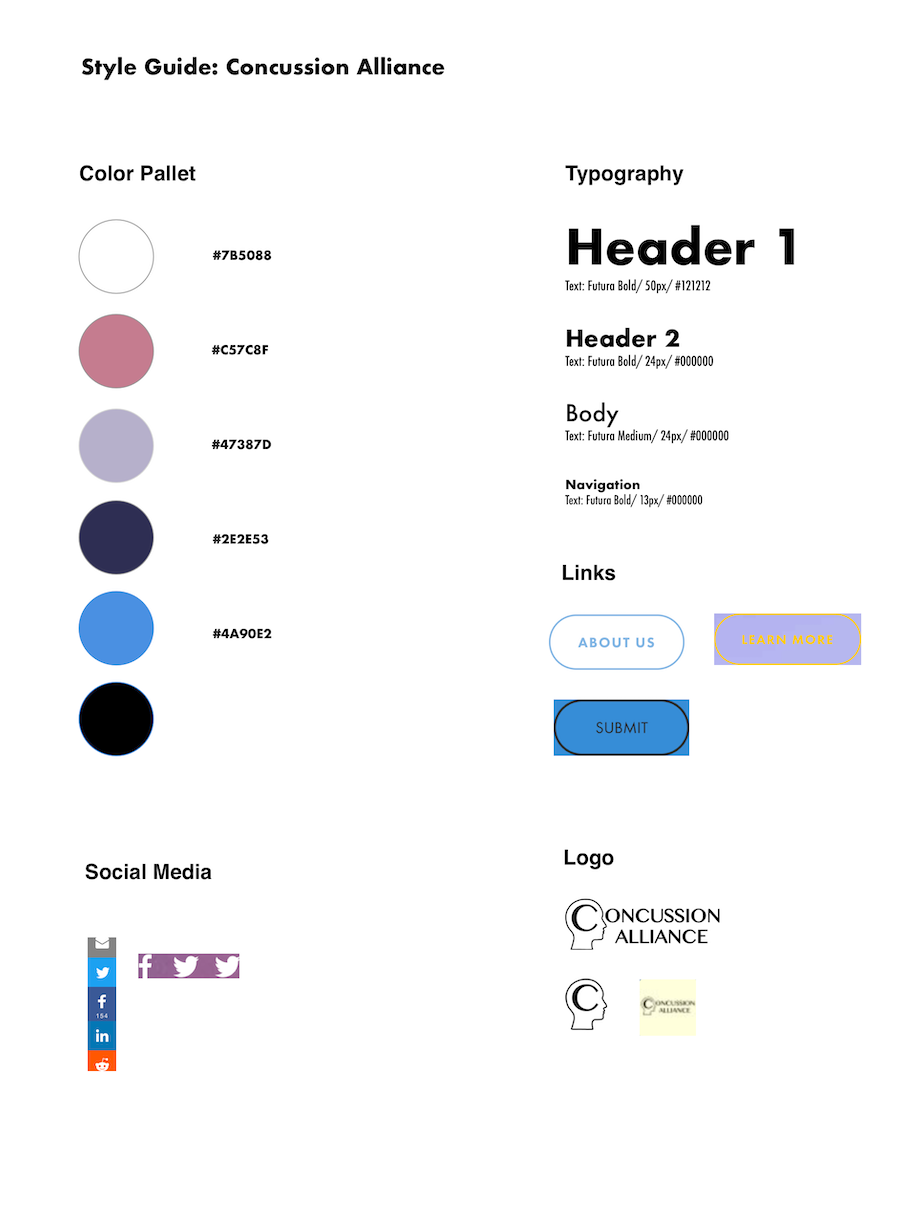 Style Guide: Concussion Alliance
Color Pallet
#7B5088
#C57C8F
#47387D
#2E2E53
#4A90E2
Typography
Header 1
Text: Futura Bold/ 50px/ #121212
Header 2
Text: Futura Bold/ 24px/ #000000
Body
Text: Futura Medium/ 24px/ #000000
Navigation
Text: Futura Bold/ 13px/ #000000
Links
ABOUT US
LEARN MORE
SUBMIT
Social Media
f
154
in
f
Logo
CONCUSSION
ALLIANCE
C
CONCUSSION
ALLIANCE